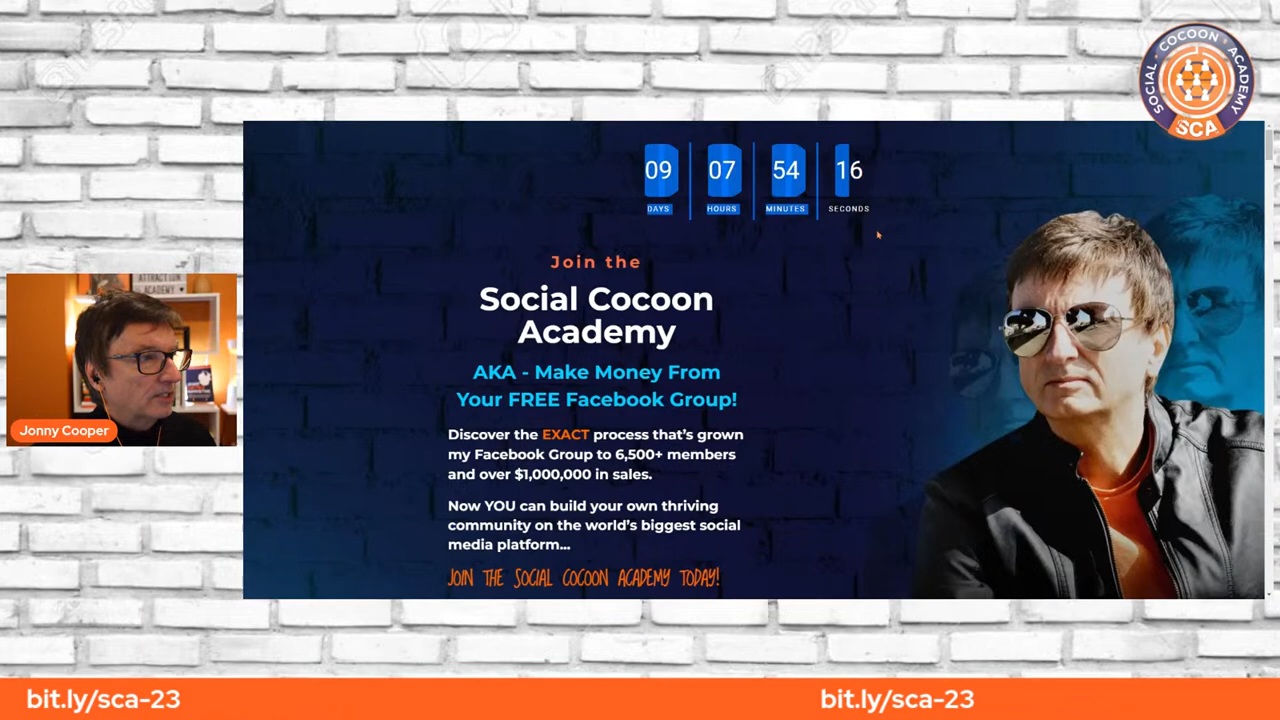 SOCIAL COCOON ACADEMY
SCA
09 07 54 16
DAYS HOURS MINUTES SECONDS
Join the
Social Cocoon
Academy
AKA - Make Money From
Your FREE Facebook Group!
Discover the EXACT process that's grown
my Facebook Group to 6,500+ members
and over $1,000,000 in sales.
Now YOU can build your own thriving
community on the world's biggest social
media platform...
JOIN THE SOCIAL COCOON ACADEMY TODAY!
ATTRACTION
ACADEMY
Jonny Cooper
bit.ly/sca-23
bit.ly/sca-23